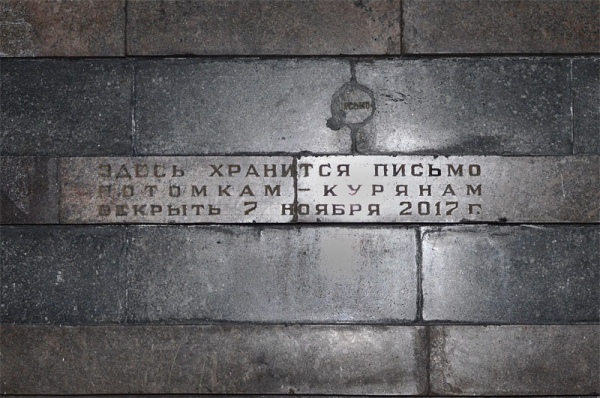 ПИСЬМО
ЗДЕСЬ ХРАНИТСЯ ПИСЬМО
ПОТОМКАМ – КУРЯНАМ
ВСКРЫТЬ 7 НОЯБРЯ 2017 Г.